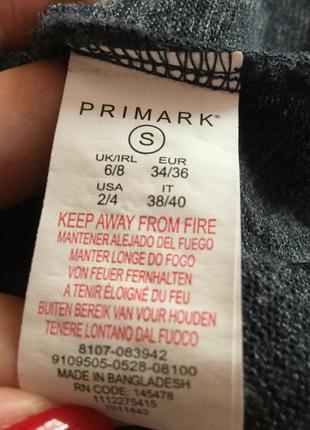 PRIMARK®
S
UK/IRL EUR
6/8 34/36
USA IT
2/4 38/40
KEEP AWAY FROM FIRE
MANTENER ALEJADO DEL FUEGO
MANTER LONGE DO FOGO
VON FEUER FERNHALTEN
A TENIR ÉLOIGNÉ DU FEU
BUITEN BEREIK VAN VUUR HOUDEN
TENERE LONTANO DAL FUOCO
8107-083942
9109505-0528-08100
MADE IN BANGLADESH
RN CODE: 145478
1112275415
7011443